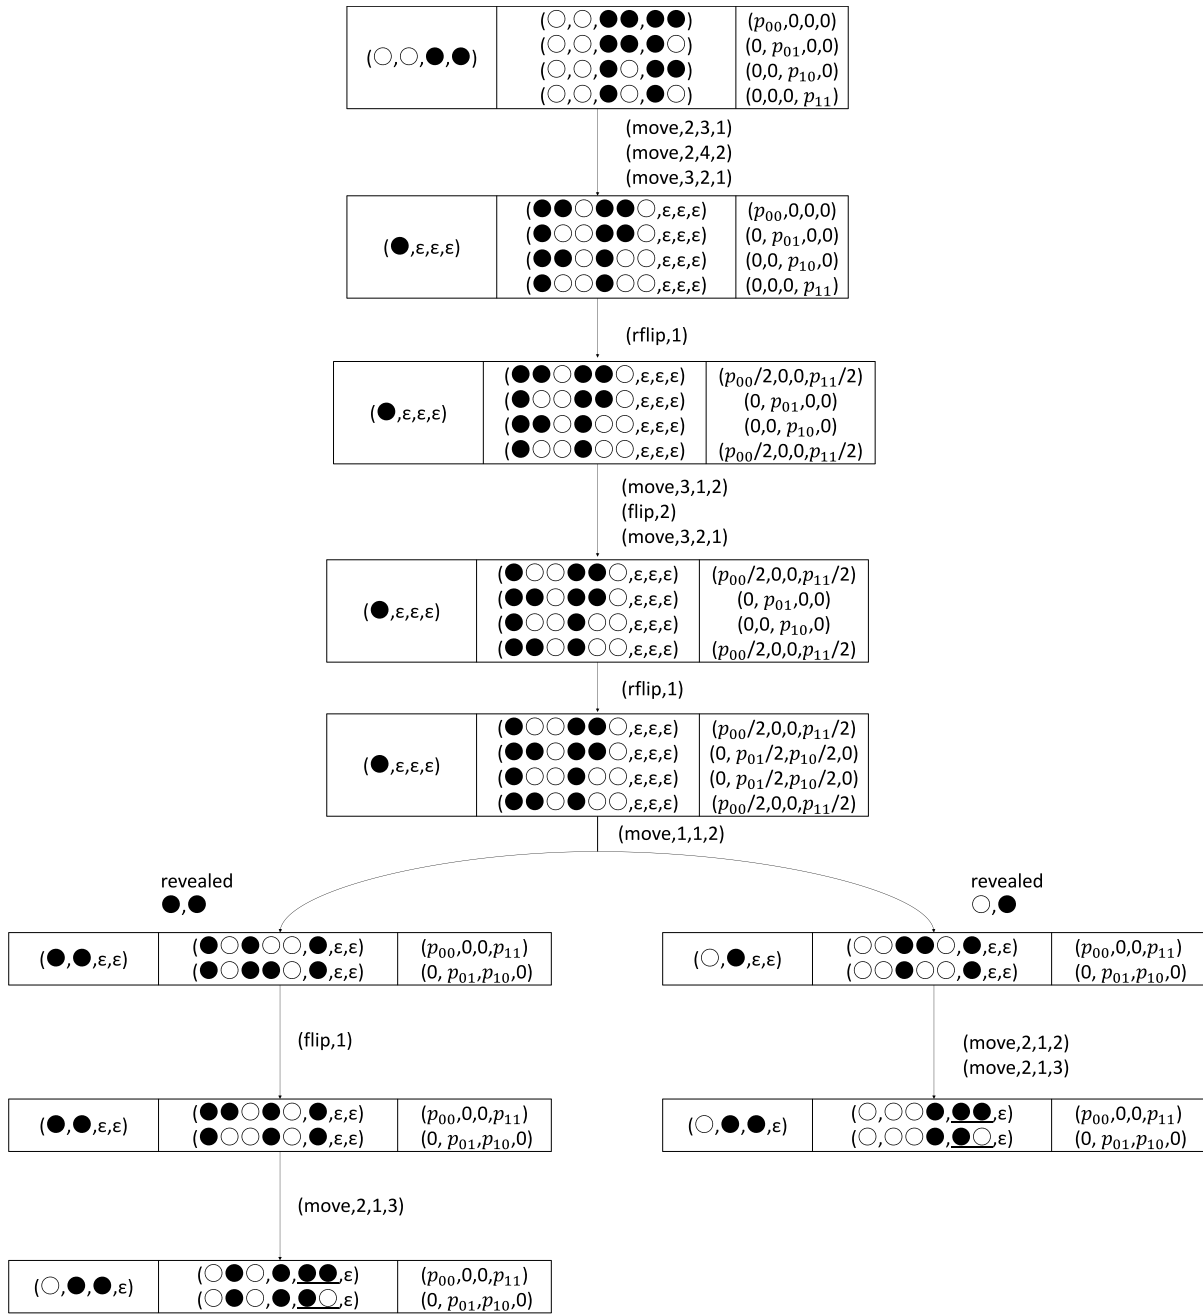 (○,○,●,●)
(○,○,●●,●●) (p₀₀,0,0,0)
(○,○,●●,●○) (0, p₀₁,0,0)
(○,○,●○,●●) (0,0, p₁₀,0)
(○,○,●○,●○) (0,0,0, p₁₁)
(move,2,3,1)
(move,2,4,2)
(move,3,2,1)
(●,ε,ε,ε)
(●●○●●○,ε,ε,ε) (p₀₀,0,0,0)
(●○○●●○,ε,ε,ε) (0, p₀₁,0,0)
(●●○●○○,ε,ε,ε) (0,0, p₁₀,0)
(●○○●○○,ε,ε,ε) (0,0,0, p₁₁)
(rflip,1)
(●,ε,ε,ε)
(●●○●●○,ε,ε,ε) (p₀₀/2,0,0,p₁₁/2)
(●○○●●○,ε,ε,ε) (0, p₀₁,0,0)
(●●○●○○,ε,ε,ε) (0,0, p₁₀,0)
(●○○●○○,ε,ε,ε) (p₀₀/2,0,0,p₁₁/2)
(move,3,1,2)
(flip,2)
(move,3,2,1)
(●,ε,ε,ε)
(●○○●●○,ε,ε,ε) (p₀₀/2,0,0,p₁₁/2)
(●●○●●○,ε,ε,ε) (0, p₀₁,0,0)
(●○○●○○,ε,ε,ε) (0,0, p₁₀,0)
(●●○●○○,ε,ε,ε) (p₀₀/2,0,0,p₁₁/2)
(rflip,1)
(●,ε,ε,ε)
(●○○●●○,ε,ε,ε) (p₀₀/2,0,0,p₁₁/2)
(●●○●●○,ε,ε,ε) (0, p₀₁/2,p₁₀/2,0)
(●○○●○○,ε,ε,ε) (0, p₀₁/2,p₁₀/2,0)
(●●○●○○,ε,ε,ε) (p₀₀/2,0,0,p₁₁/2)
(move,1,1,2)
revealed
●,●
(●,●,ε,ε)
(●○●○○,●,ε,ε) (p₀₀,0,0,p₁₁)
(●○●●○,●,ε,ε) (0, p₀₁,p₁₀,0)
(flip,1)
(●,●,ε,ε)
(●●○●○,●,ε,ε) (p₀₀,0,0,p₁₁)
(●○○●○,●,ε,ε) (0, p₀₁,p₁₀,0)
(move,2,1,3)
(○,●,●,ε)
(○●○,●,●●,ε) (p₀₀,0,0,p₁₁)
(○●○,●,●○,ε) (0, p₀₁,p₁₀,0)
revealed
○,●
(○,●,ε,ε)
(○○●●○,●,ε,ε) (p₀₀,0,0,p₁₁)
(○○●○○,●,ε,ε) (0, p₀₁,p₁₀,0)
(move,2,1,2)
(move,2,1,3)
(○,●,●,ε)
(○,○○●,●●,ε) (p₀₀,0,0,p₁₁)
(○,○○●,●○,ε) (0, p₀₁,p₁₀,0)